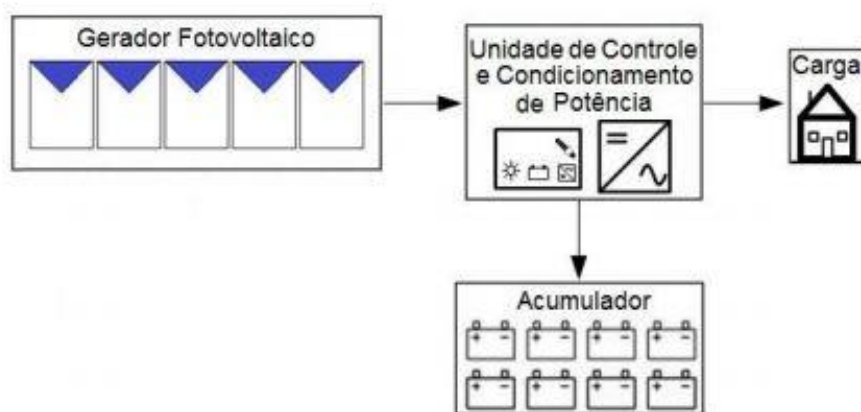 Gerador Fotovoltaico
Unidade de Controle
e Condicionamento
de Potência
Carga
Acumulador